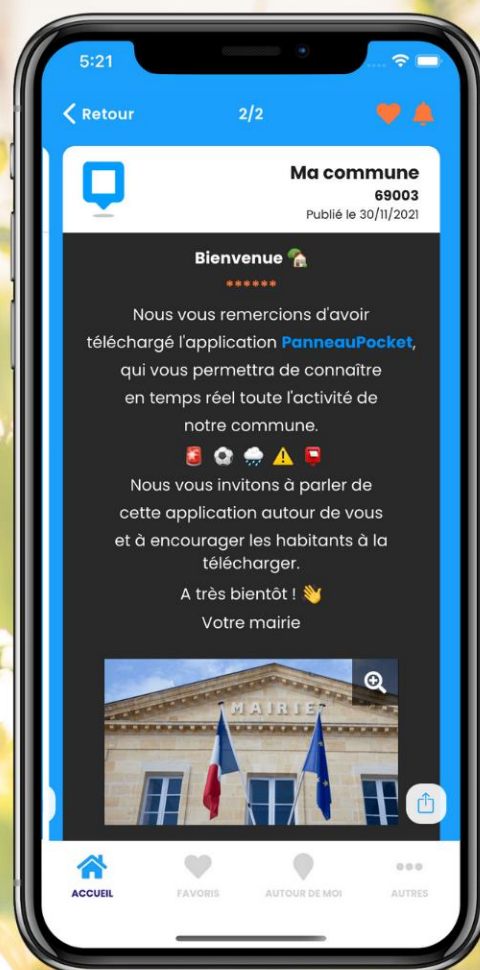 5:21
Retour
2/2
Ma commune
69003
Publié le 30/11/2021
Bienvenue 🏡
******
Nous vous remercions d'avoir
téléchargé l'application PanneauPocket,
qui vous permettra de connaître
en temps réel toute l'activité de
notre commune.
🚨 ⚽ 🌧️ ⚠️ 📮
Nous vous invitons à parler de
cette application autour de vous
et à encourager les habitants à la
télécharger.
A très bientôt ! 👋
Votre mairie
MAIRIE
ACCUEIL
FAVORIS
AUTOUR DE MOI
AUTRES